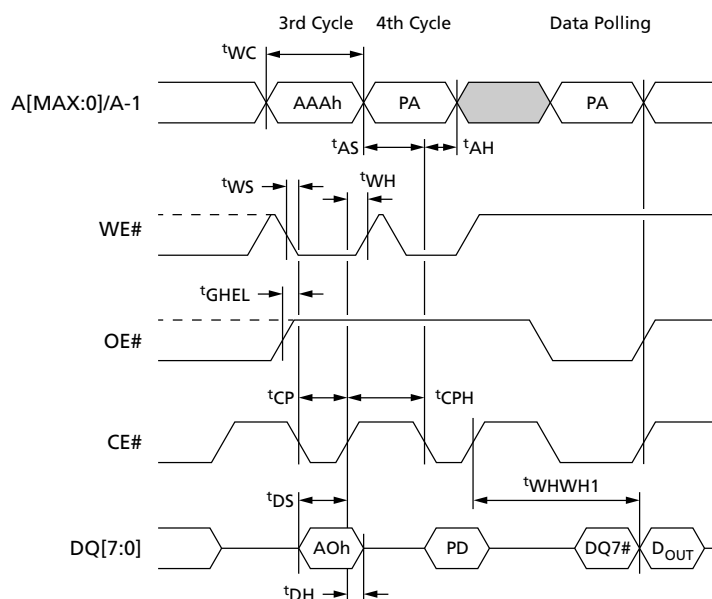 3rd Cycle 4th Cycle Data Polling
tWC
A[MAX:0]/A-1 AAAh PA PA
tAS tAH
tWS tWH
WE#
tGHEL
OE#
tCP tCPH
CE#
tWHWH1
tDS
DQ[7:0] AOh PD DQ7# DOUT
tDH